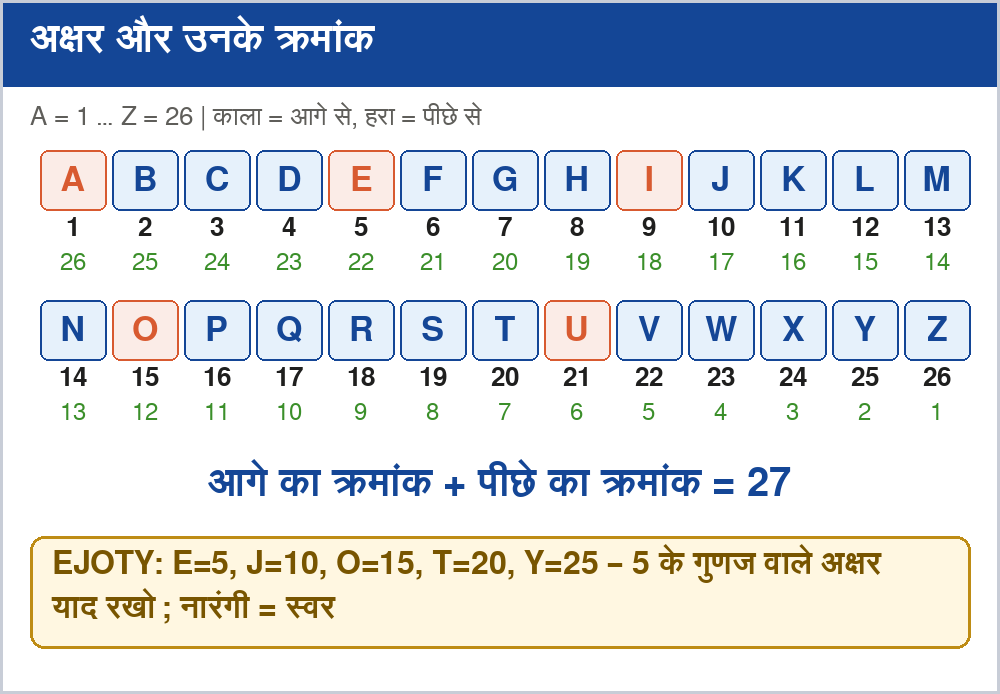 अक्षर और उनके क्रमांक
A = 1 ... Z = 26 | काला = आगे से, हरा = पीछे से
A B C D E F G H I J K L M
1 2 3 4 5 6 7 8 9 10 11 12 13
26 25 24 23 22 21 20 19 18 17 16 15 14
N O P Q R S T U V W X Y Z
14 15 16 17 18 19 20 21 22 23 24 25 26
13 12 11 10 9 8 7 6 5 4 3 2 1
आगे का क्रमांक + पीछे का क्रमांक = 27
EJOTY: E=5, J=10, O=15, T=20, Y=25 – 5 के गुणज वाले अक्षर
याद रखो ; नारंगी = स्वर